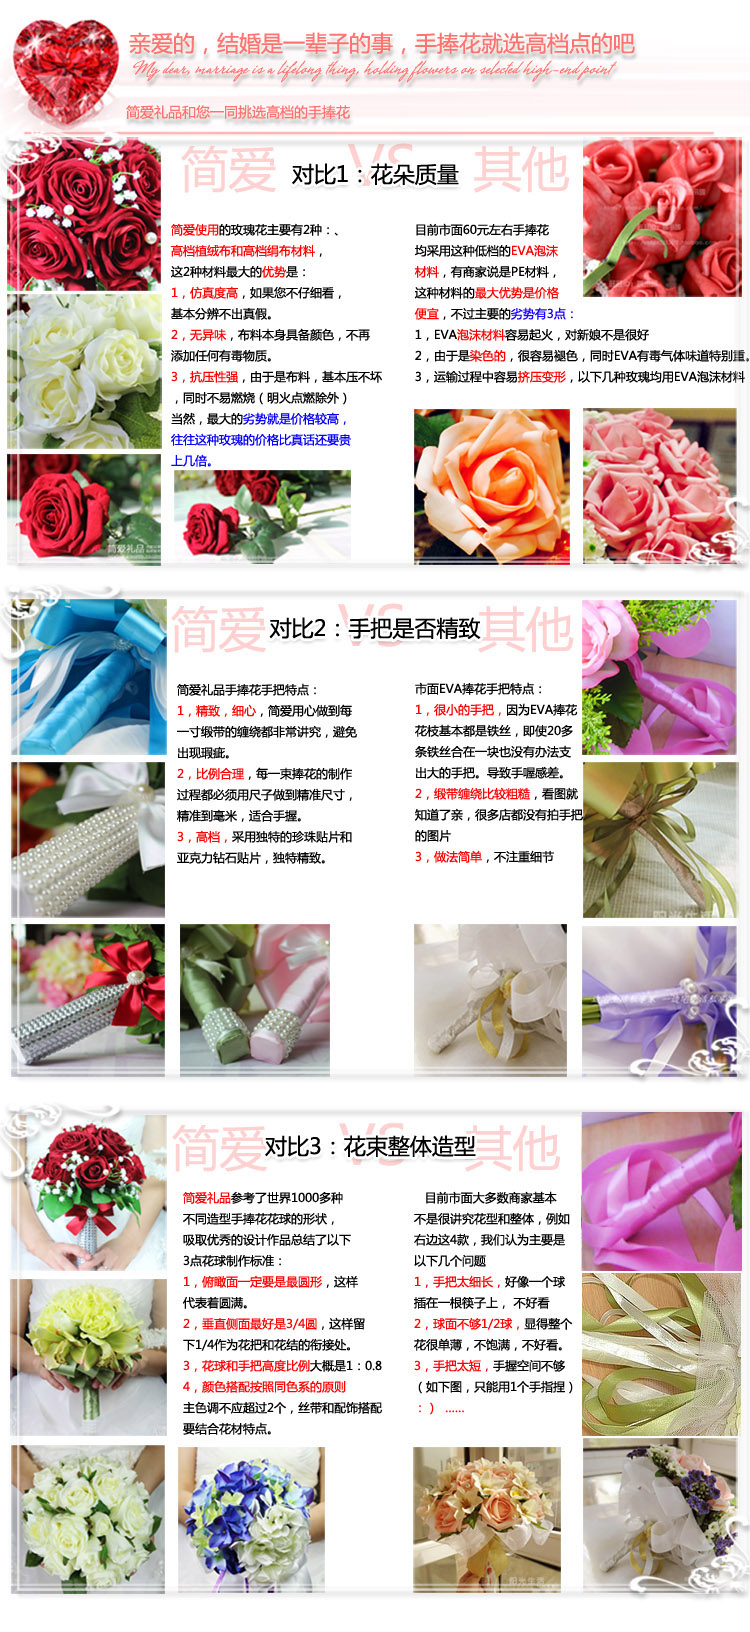 亲爱的，结婚是一辈子的事，手捧花就选高档点的吧
My dear, marriage is a lifelong thing, holding flowers on selected high-end point
简爱礼品和您一同挑选高档的手捧花
简爱 VS 其他
对比1：花朵质量
简爱使用的玫瑰花主要有2种：、
高档植绒布和高档绢布材料，
这2种材料最大的优势是：
1，仿真度高，如果您不仔细看，
基本分辨不出真假。
2，无异味，布料本身具备颜色，不再
添加任何有毒物质。
3，抗压性强，由于是布料，基本压不坏
，同时不易燃烧（明火点燃除外）
当然，最大的劣势就是价格较高，
往往这种玫瑰的价格比真话还要贵
上几倍。
目前市面60元左右手捧花
均采用这种低档的EVA泡沫
材料，有商家说是PE材料，
这种材料的最大优势是价格
便宜，不过主要的劣势有3点：
1，EVA泡沫材料容易起火，对新娘不是很好
2，由于是染色的，很容易褪色，同时EVA有毒气体味道特别重。
3，运输过程中容易挤压变形，以下几种玫瑰均用EVA泡沫材料
简爱礼品
简爱 VS 其他
对比2：手把是否精致
简爱礼品手捧花手把特点：
1，精致，细心，简爱用心做到每
一寸缎带的缠绕都非常讲究，避免
出现瑕疵。
2，比例合理，每一束捧花的制作
过程都必须用尺子做到精准尺寸，
精准到毫米，适合手握。
3，高档，采用独特的珍珠贴片和
亚克力钻石贴片，独特精致。
市面EVA捧花手把特点：
1，很小的手把，因为EVA捧花
花枝基本都是铁丝，即使20多
条铁丝合在一块也没有办法支
出大的手把。导致手喔感差。
2，缎带缠绕比较粗糙，看图就
知道了亲，很多店都没有拍手把
的图片
3，做法简单，不注重细节
简爱 VS 其他
对比3：花束整体造型
简爱礼品参考了世界1000多种
不同造型手捧花花球的形状，
吸取优秀的设计作品总结了以下
3点花球制作标准：
1，俯瞰面一定要是最圆形，这样
代表着圆满。
2，垂直侧面最好是3/4圆，这样留
下1/4作为花把和花结的衔接处。
3，花球和手把高度比例大概是1：0.8
4，颜色搭配按照同色系的原则
主色调不应超过2个，丝带和配饰搭配
要结合花材特点。
目前市面大多数商家基本
不是很讲究花型和整体，例如
右边这4款，我们认为主要是
以下几个问题
1，手把太细长，好像一个球
插在一根筷子上， 不好看
2，球面不够1/2球，显得整个
花很单薄，不饱满，不好看。
3，手把太短，手握空间不够
（如下图，只能用1个手指捏）
：） ......
阳光生活